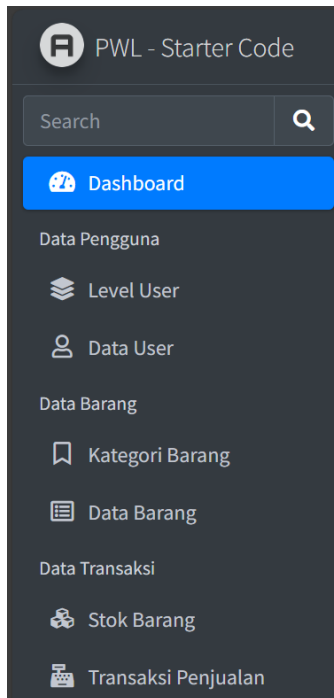 PWL - Starter Code
Search
Dashboard
Data Pengguna
Level User
Data User
Data Barang
Kategori Barang
Data Barang
Data Transaksi
Stok Barang
Transaksi Penjualan